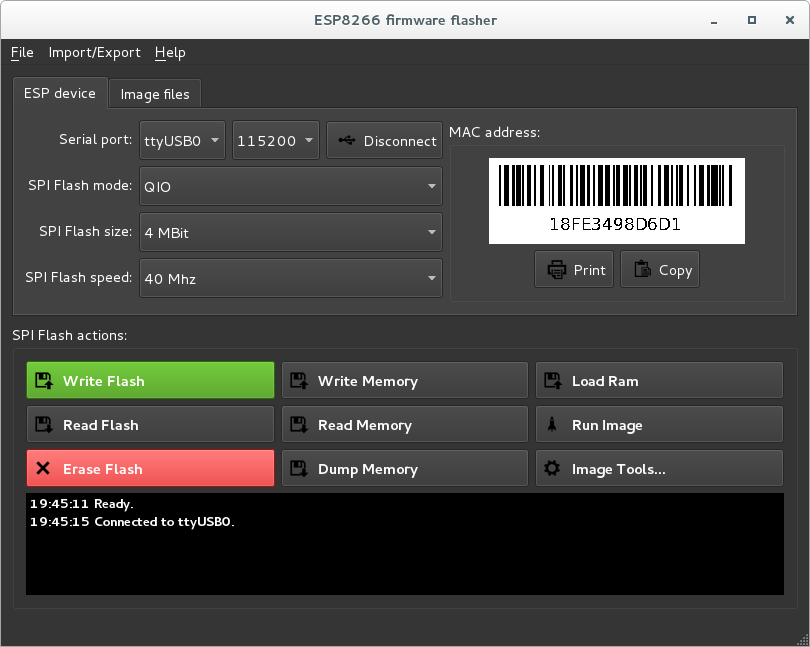 ESP8266 firmware flasher
File Import/Export Help
ESP device Image files
Serial port: ttyUSB0 115200 Disconnect
MAC address:
SPI Flash mode: QIO
18FE3498D6D1
SPI Flash size: 4 MBit
SPI Flash speed: 40 Mhz
Print Copy
SPI Flash actions:
Write Flash Write Memory Load Ram
Read Flash Read Memory Run Image
Erase Flash Dump Memory Image Tools...
19:45:11 Ready.
19:45:15 Connected to ttyUSB0.